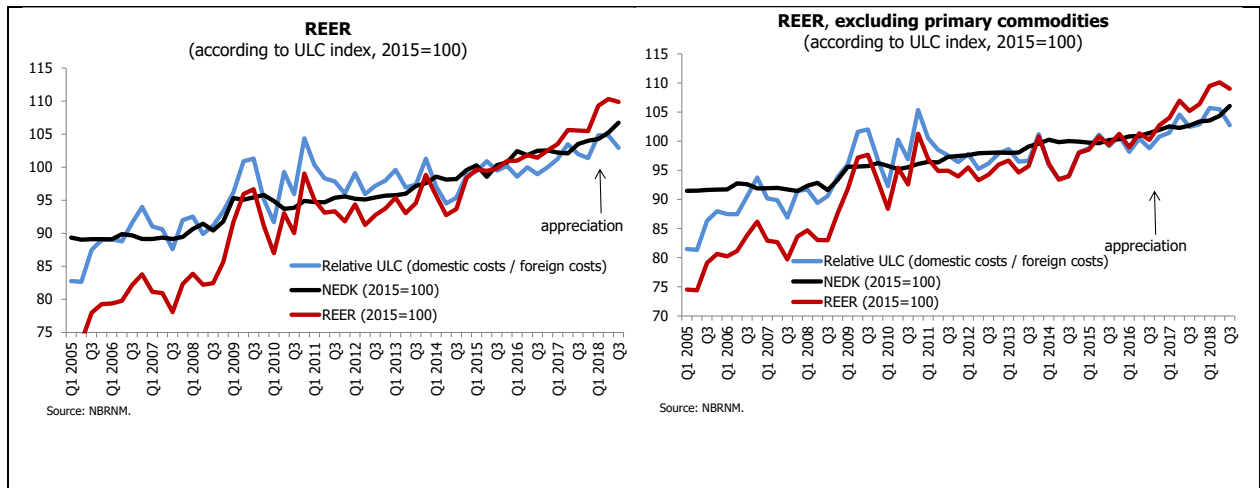 REER
(according to ULC index, 2015=100)
115
110
105
100
95
90
85
80
75
appreciation
Relative ULC (domestic costs / foreign costs)
NEDK (2015=100)
REER (2015=100)
Q1 2005
Q3
Q1 2006
Q3
Q1 2007
Q3
Q1 2008
Q3
Q1 2009
Q3
Q1 2010
Q3
Q1 2011
Q3
Q1 2012
Q3
Q1 2013
Q3
Q1 2014
Q3
Q1 2015
Q3
Q1 2016
Q3
Q1 2017
Q3
Q1 2018
Q3
Source: NBRNM.
REER, excluding primary commodities
(according to ULC index, 2015=100)
115
110
105
100
95
90
85
80
75
70
appreciation
Relative ULC (domestic costs / foreign costs)
NEDK (2015=100)
REER (2015=100)
Q1 2005
Q3
Q1 2006
Q3
Q1 2007
Q3
Q1 2008
Q3
Q1 2009
Q3
Q1 2010
Q3
Q1 2011
Q3
Q1 2012
Q3
Q1 2013
Q3
Q1 2014
Q3
Q1 2015
Q3
Q1 2016
Q3
Q1 2017
Q3
Q1 2018
Q3
Source: NBRNM.